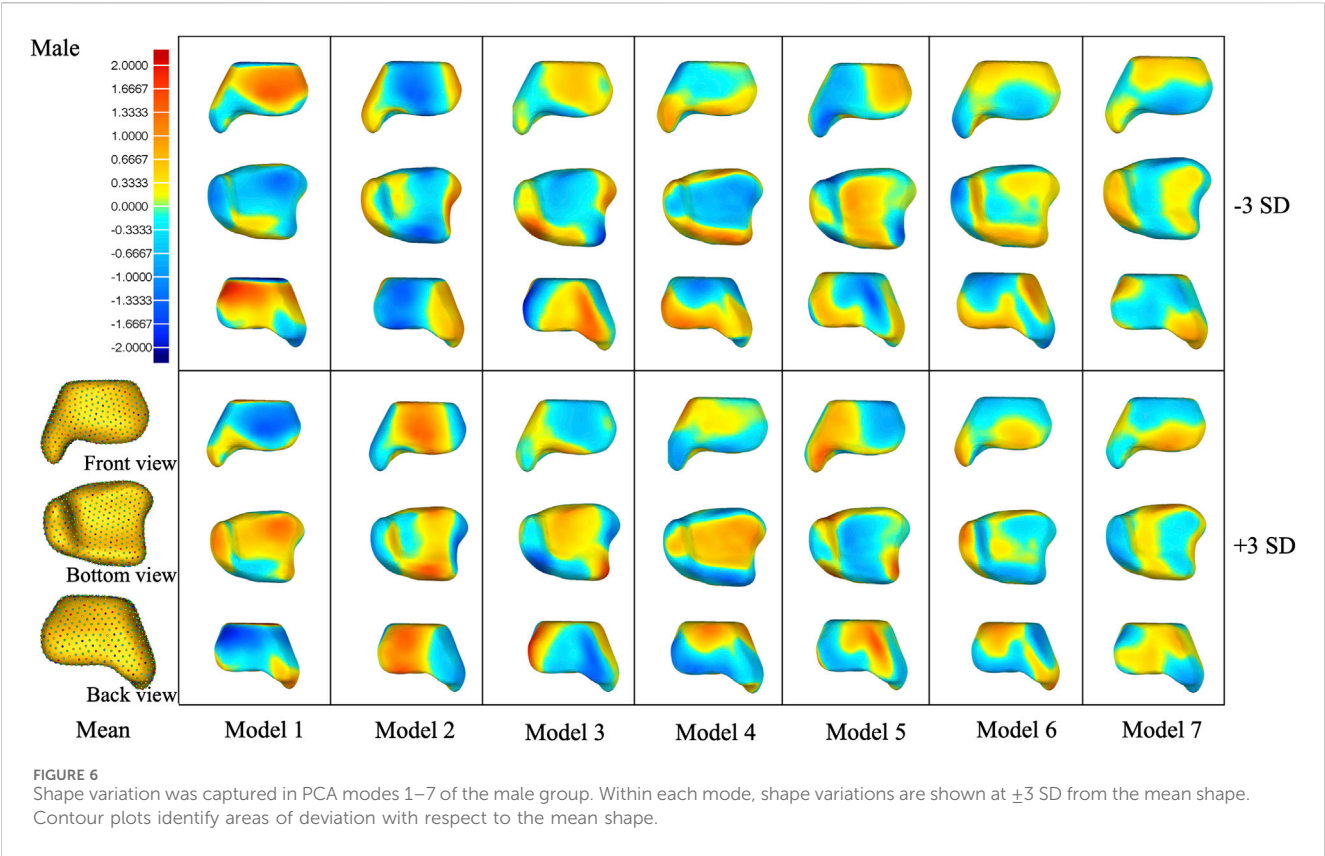 Male
2.0000
1.6667
1.3333
1.0000
0.6667
0.3333
0.0000
-0.3333
-0.6667
-1.0000
-1.3333
-1.6667
-2.0000
-3 SD
Front view
Bottom view
+3 SD
Back view
Mean Model 1 Model 2 Model 3 Model 4 Model 5 Model 6 Model 7
FIGURE 6
Shape variation was captured in PCA modes 1–7 of the male group. Within each mode, shape variations are shown at ±3 SD from the mean shape.
Contour plots identify areas of deviation with respect to the mean shape.